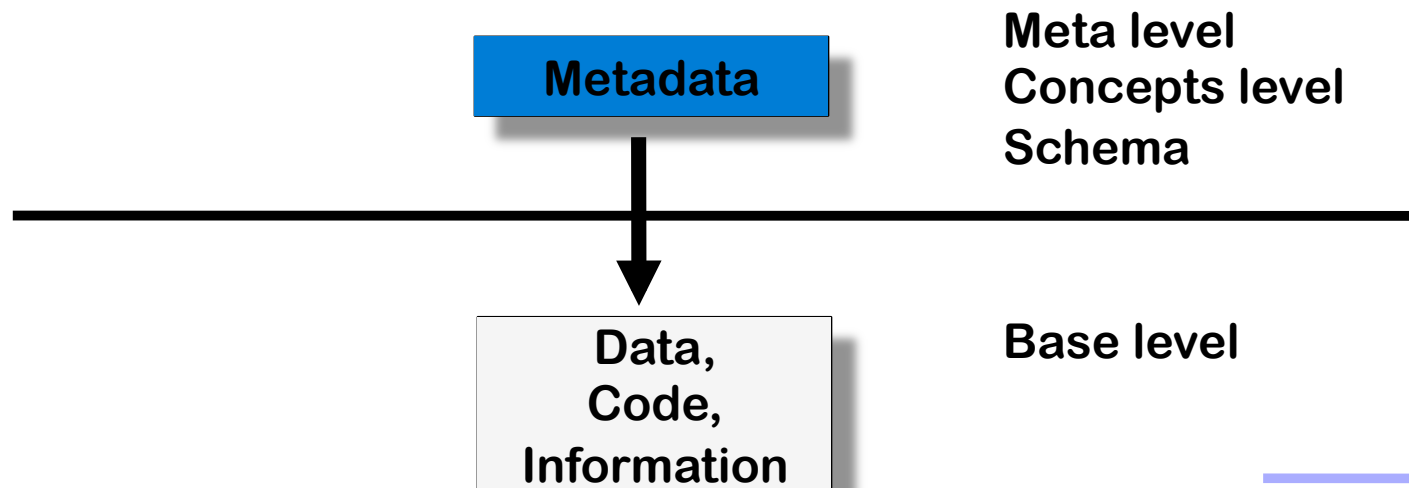 Metadata
Meta level
Concepts level
Schema
Data,
Code,
Information
Base level